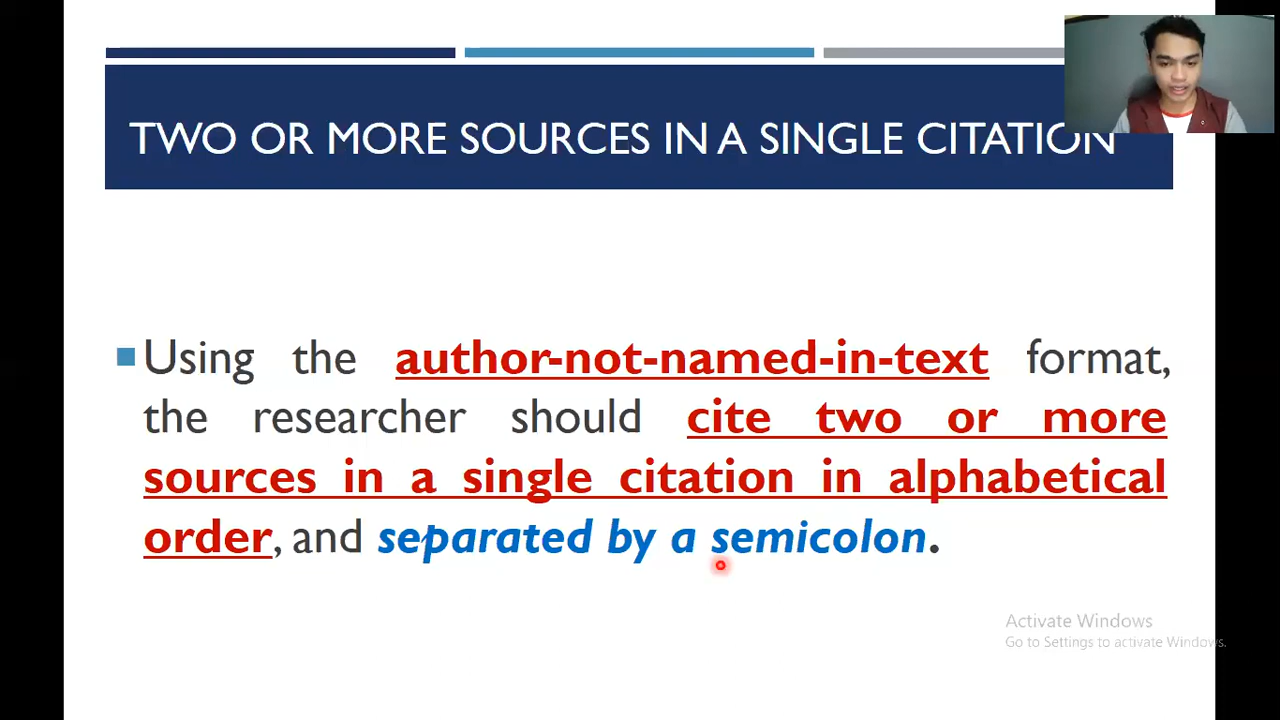 TWO OR MORE SOURCES IN A SINGLE CITATION
Using the author-not-named-in-text format,
the researcher should cite two or more
sources in a single citation in alphabetical
order, and separated by a semicolon.
Activate Windows
Go to Settings to activate Windows.